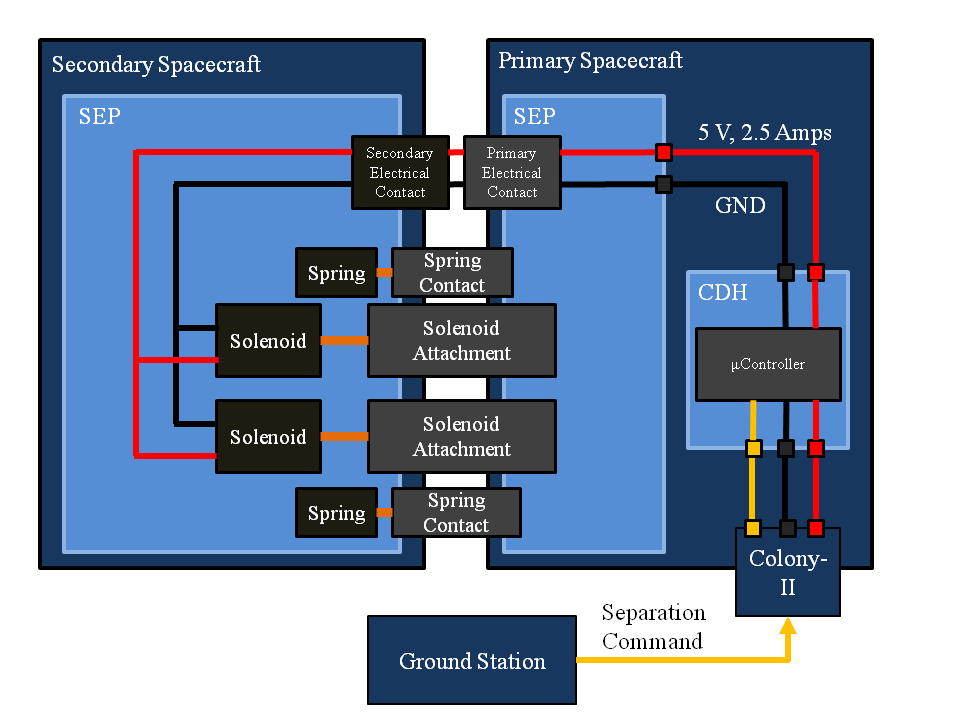 Secondary Spacecraft
SEP
Secondary
Electrical
Contact
Spring
Solenoid
Solenoid
Spring
Primary Spacecraft
SEP
Primary
Electrical
Contact
5 V, 2.5 Amps
GND
Spring
Contact
Solenoid
Attachment
Solenoid
Attachment
Spring
Contact
CDH
μController
Colony-
II
Separation
Command
Ground Station